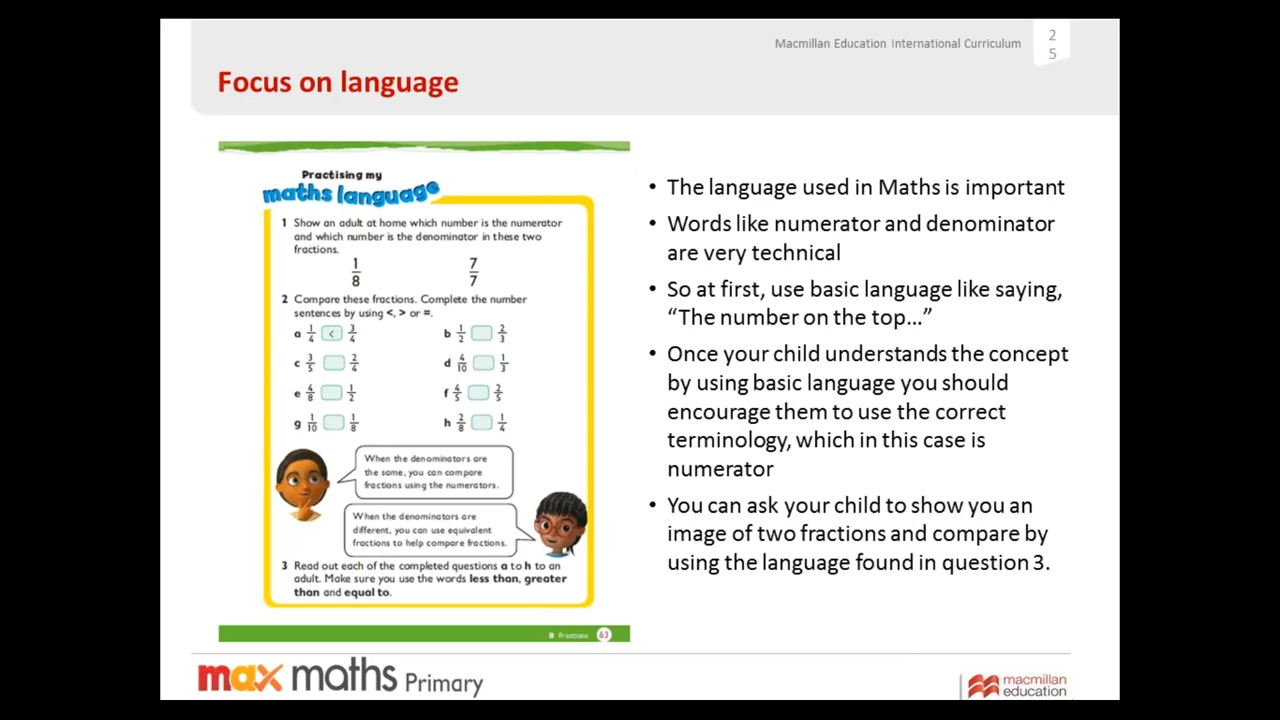 Macmillan Education International Curriculum
2
5
Focus on language
Practising my
maths language
1 Show an adult at home which number is the numerator
and which number is the denominator in these two
fractions.
1/8 7/7
2 Compare these fractions. Complete the number
sentences by using <, > or =.
a 1/4 < 3/4 b 1/2 2/3
c 3/5 2/4 d 4/10 1/3
e 4/8 1/2 f 4/5 2/5
g 1/10 1/8 h 2/8 1/4
When the denominators are
the same, you can compare
fractions using the numerators.
When the denominators are
different, you can use equivalent
fractions to help compare fractions.
3 Read out each of the completed questions a to h to an
adult. Make sure you use the words less than, greater
than and equal to.
8 Fractions 63
• The language used in Maths is important
• Words like numerator and denominator
are very technical
• So at first, use basic language like saying,
“The number on the top…”
• Once your child understands the concept
by using basic language you should
encourage them to use the correct
terminology, which in this case is
numerator
• You can ask your child to show you an
image of two fractions and compare by
using the language found in question 3.
max maths Primary
macmillan
education